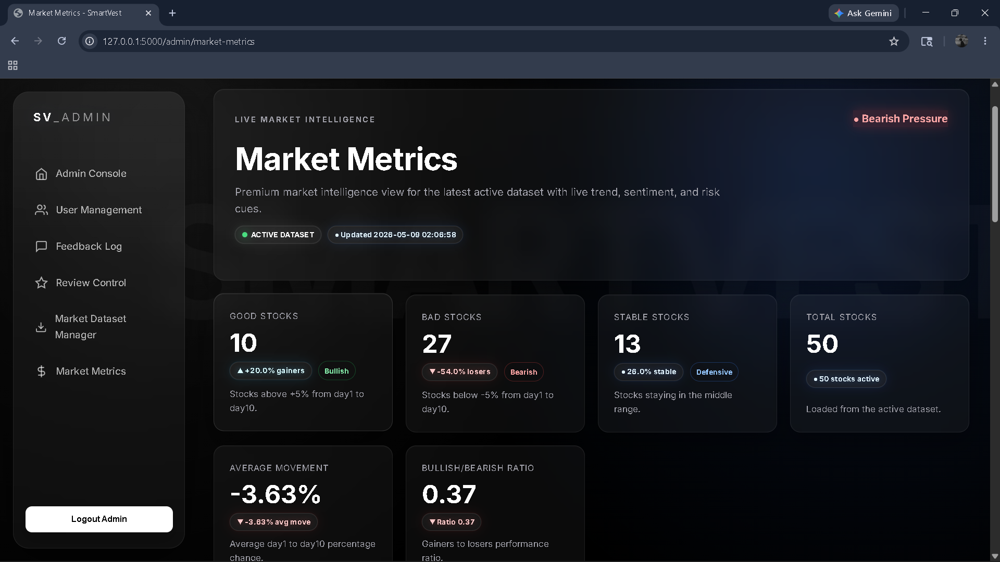 Market Metrics - SmartVest
Ask Gemini
127.0.0.1:5000/admin/market-metrics
SV_ADMIN
Admin Console
User Management
Feedback Log
Review Control
Market Dataset
Manager
Market Metrics
Logout Admin
LIVE MARKET INTELLIGENCE
• Bearish Pressure
Market Metrics
Premium market intelligence view for the latest active dataset with live trend, sentiment, and risk
cues.
ACTIVE DATASET
• Updated 2026-05-09 02:06:58
GOOD STOCKS
10
▲ +20.0% gainers
Bullish
Stocks above +5% from day1 to
day10.
BAD STOCKS
27
▼ -54.0% losers
Bearish
Stocks below -5% from day1 to
day10.
STABLE STOCKS
13
• 26.0% stable
Defensive
Stocks staying in the middle
range.
TOTAL STOCKS
50
• 50 stocks active
Loaded from the active dataset.
AVERAGE MOVEMENT
-3.63%
▼ -3.63% avg move
Average day1 to day10 percentage
change.
BULLISH/BEARISH RATIO
0.37
▼ Ratio 0.37
Gainers to losers performance
ratio.